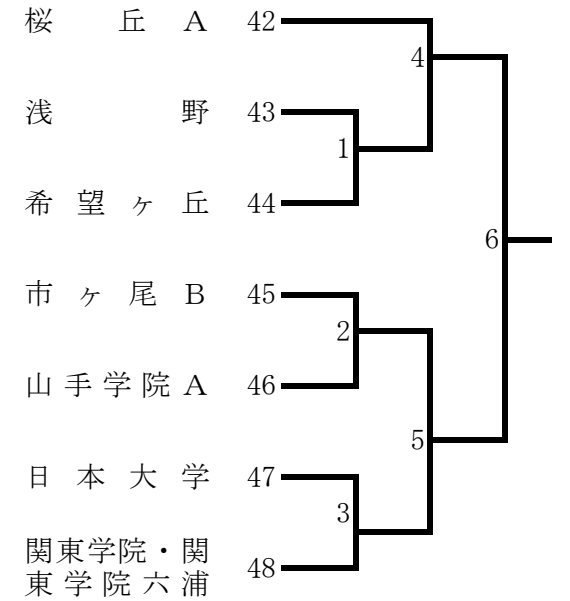 桜丘A 42
4
浅野 43
1
希望ヶ丘 44
6
市ヶ尾B 45
2
山手学院A 46
5
日本大学 47
3
関東学院・関
東学院六浦 48